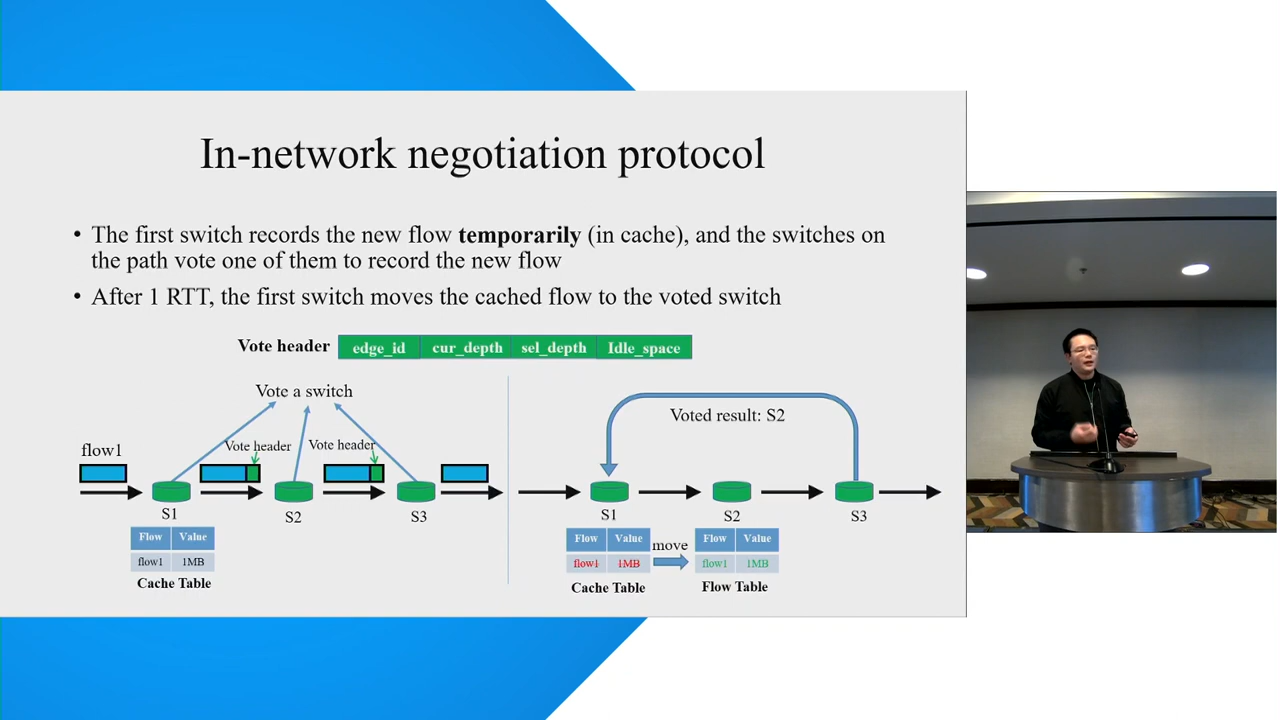 In-network negotiation protocol
• The first switch records the new flow temporarily (in cache), and the switches on
the path vote one of them to record the new flow
• After 1 RTT, the first switch moves the cached flow to the voted switch
Vote header edge_id cur_depth sel_depth Idle_space
Vote a switch
flow1
Vote header
Vote header
S1
S2
S3
Flow Value
flow1 1MB
Cache Table
Voted result: S2
S1
S2
S3
Flow Value
flow1 1MB
Cache Table
move
Flow Value
flow1 1MB
Flow Table